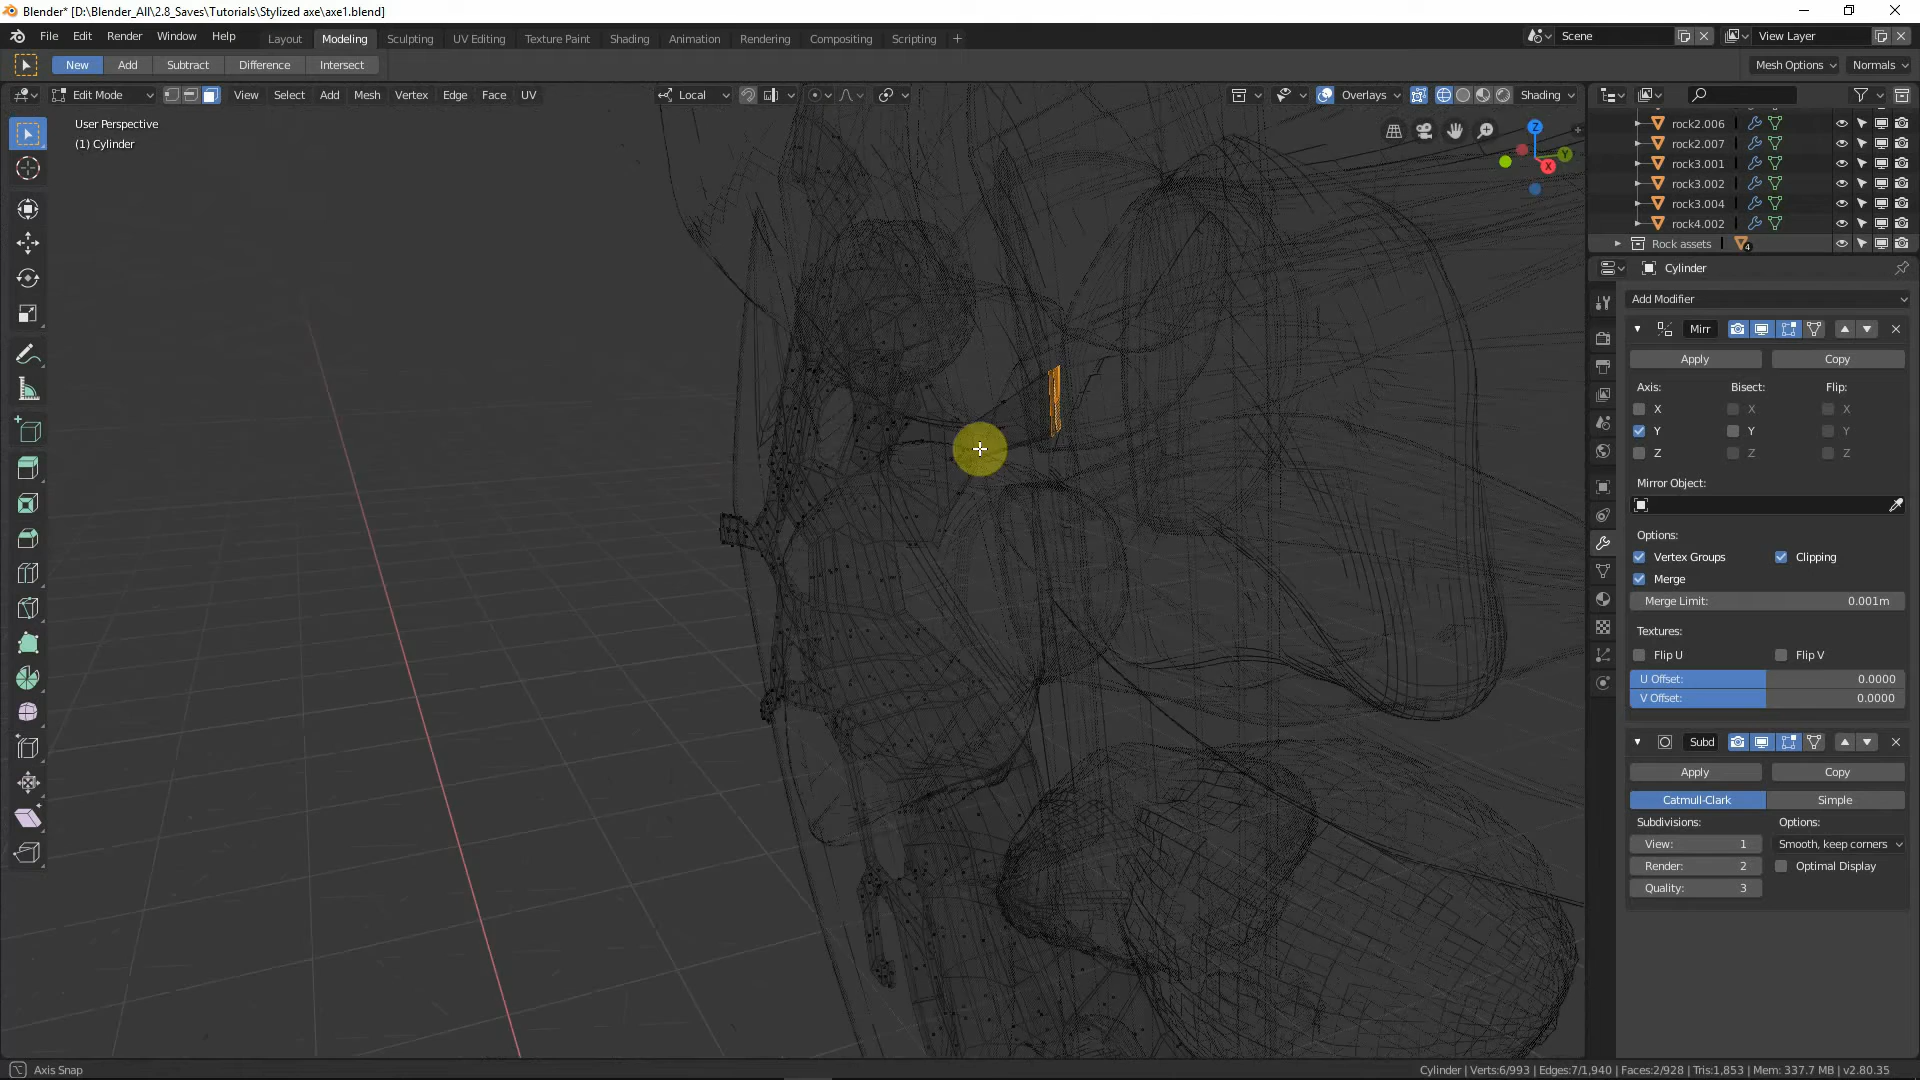 Blender* [D:\Blender_All\2.8_Saves\Tutorials\Stylized axe\axe1.blend]
File Edit Render Window Help Layout Modeling Sculpting UV Editing Texture Paint Shading Animation Rendering Compositing Scripting + Scene View Layer
New Add Subtract Difference Intersect Mesh Options Normals
Edit Mode View Select Add Mesh Vertex Edge Face UV Local Overlays Shading
User Perspective
(1) Cylinder
Z
Y
X
rock2.006
rock2.007
rock3.001
rock3.002
rock3.004
rock4.002
Rock assets 4
Cylinder
Add Modifier
Mirr
Apply Copy
Axis: Bisect: Flip:
X X X
Y Y Y
Z Z Z
Mirror Object:
Options:
Vertex Groups Clipping
Merge
Merge Limit: 0.001m
Textures:
Flip U Flip V
U Offset: 0.0000
V Offset: 0.0000
Subd
Apply Copy
Catmull-Clark Simple
Subdivisions: Options:
View: 1 Smooth, keep corners
Render: 2 Optimal Display
Quality: 3
Axis Snap
Cylinder | Verts:6/993 | Edges:7/1,940 | Faces:2/928 | Tris:1,853 | Mem: 337.7 MB | v2.80.35